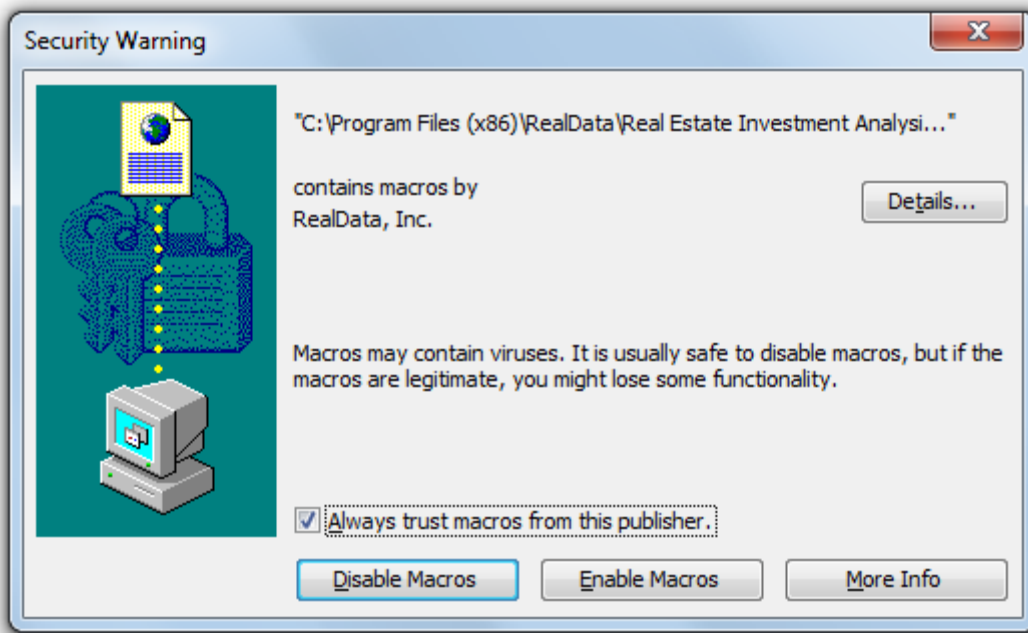 Security Warning
"C:\Program Files (x86)\RealData\Real Estate Investment Analysi..."
contains macros by
RealData, Inc.
Details...
Macros may contain viruses. It is usually safe to disable macros, but if the
macros are legitimate, you might lose some functionality.
Always trust macros from this publisher.
Disable Macros
Enable Macros
More Info